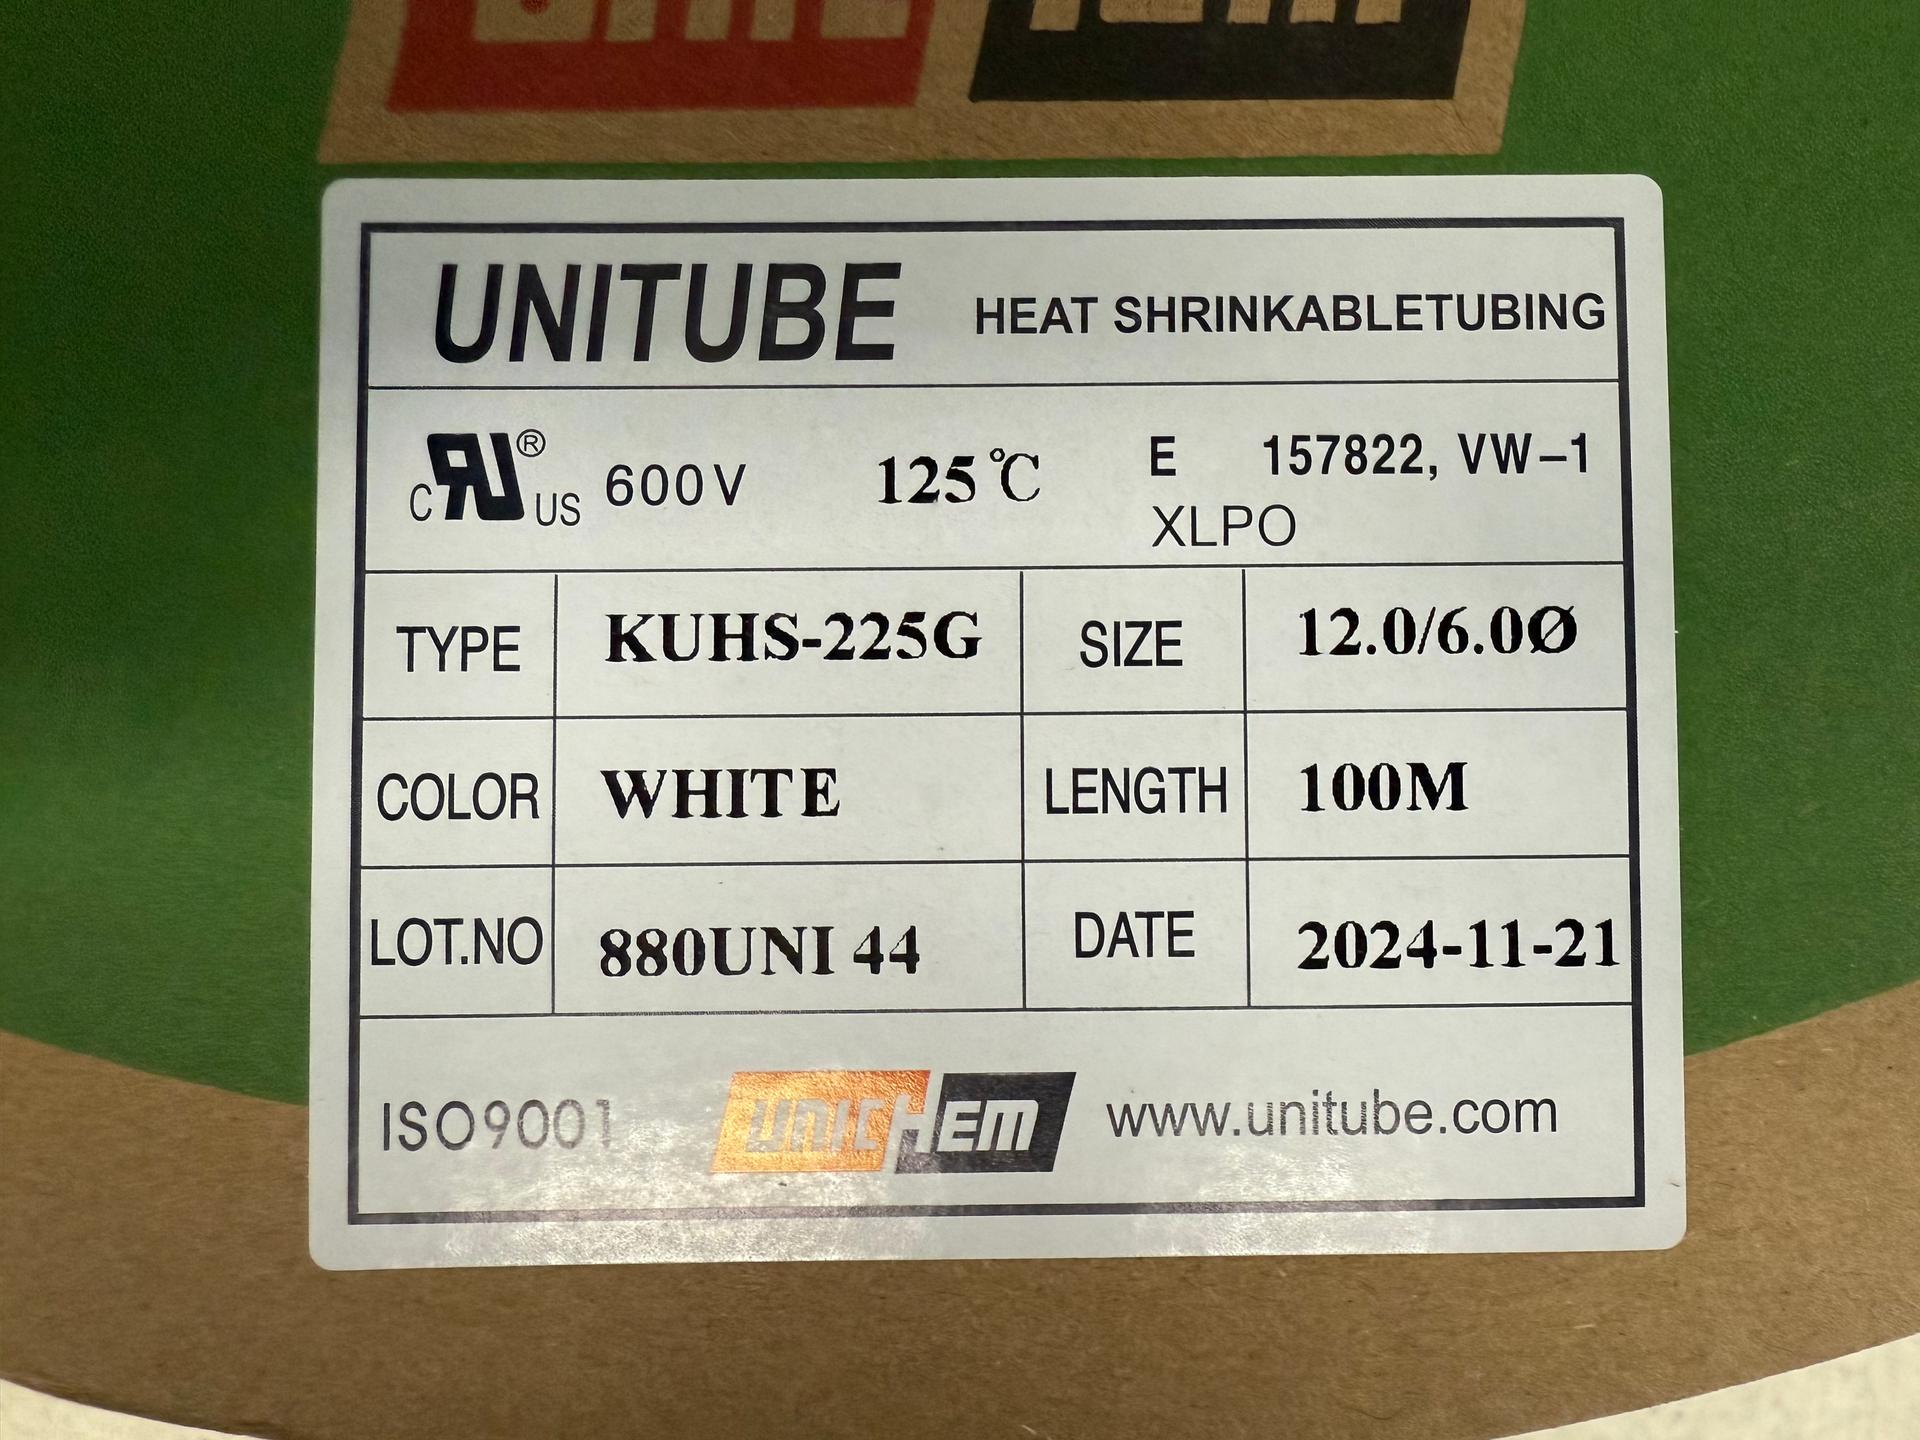 UNITUBE HEAT SHRINKABLETUBING
cRU® US 600V 125℃ E 157822, VW-1
XLPO
TYPE KUHS-225G SIZE 12.0/6.0Ø
COLOR WHITE LENGTH 100M
LOT.NO 880UNI 44 DATE 2024-11-21
ISO9001 UNICHEM www.unitube.com